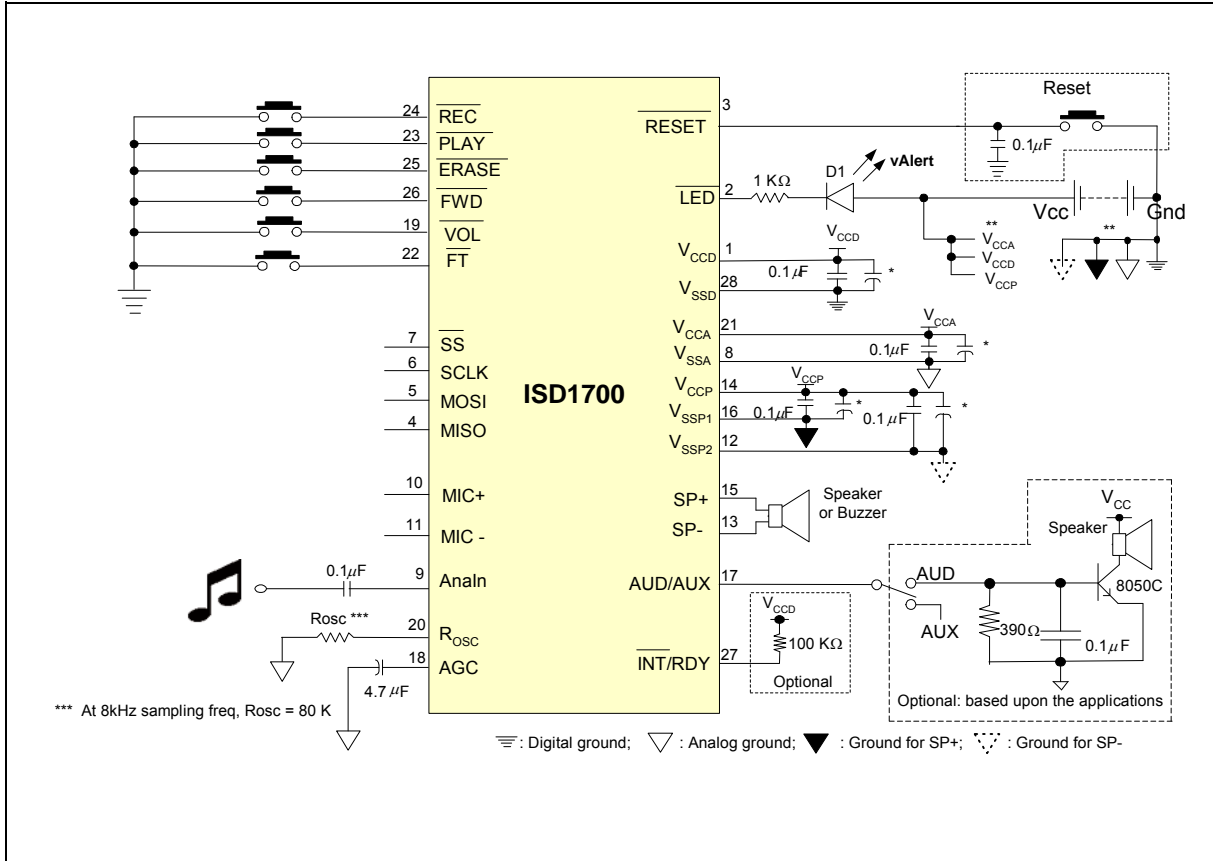 24 REC
23 PLAY
25 ERASE
26 FWD
19 VOL
22 FT
7 SS
6 SCLK
5 MOSI
4 MISO
10 MIC+
11 MIC -
0.1µF 9 AnaIn
Rosc *** 20 ROSC
18 AGC
4.7 µF
*** At 8kHz sampling freq, Rosc = 80 K
ISD1700
Reset
RESET 3
0.1µF
LED 2 1 KΩ D1 vAlert
Vcc Gnd
**
VCCA
VCCD
VCCP
**
VCCD 1 VCCD
0.1µF *
VSSD 28
VCCA 21 VCCA
VSSA 8 0.1µF *
VCCP 14 VCCP
VSSP1 16 0.1µF * 0.1µF *
VSSP2 12
SP+ 15
SP- 13
Speaker
or Buzzer
AUD/AUX 17
AUD
AUX
VCC
Speaker
8050C
390Ω
0.1µF
Optional: based upon the applications
VCCD
100 KΩ
INT/RDY 27
Optional
: Digital ground; : Analog ground; : Ground for SP+; : Ground for SP-